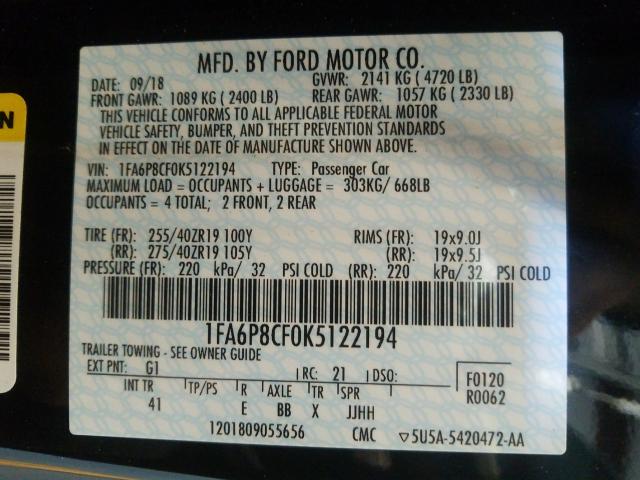 N
MFD. BY FORD MOTOR CO.
DATE: 09/18 GVWR: 2141 KG ( 4720 LB)
FRONT GAWR: 1089 KG ( 2400 LB) REAR GAWR: 1057 KG ( 2330 LB)
THIS VEHICLE CONFORMS TO ALL APPLICABLE FEDERAL MOTOR
VEHICLE SAFETY, BUMPER, AND THEFT PREVENTION STANDARDS
IN EFFECT ON THE DATE OF MANUFACTURE SHOWN ABOVE.
VIN: 1FA6P8CF0K5122194 TYPE: Passenger Car
MAXIMUM LOAD = OCCUPANTS + LUGGAGE = 303KG/ 668LB
OCCUPANTS = 4 TOTAL; 2 FRONT, 2 REAR
TIRE (FR): 255/40ZR19 100Y RIMS (FR): 19x9.0J
(RR): 275/40ZR19 105Y (RR): 19x9.5J
PRESSURE (FR): 220 kPa/ 32 PSI COLD (RR): 220 kPa/ 32 PSI COLD
1FA6P8CF0K5122194
TRAILER TOWING - SEE OWNER GUIDE
EXT PNT: G1 RC: 21 DSO: F0120
INT TR TP/PS R AXLE TR SPR R0062
41 E BB X JJHH
1201809055656 CMC ▽5U5A-5420472-AA